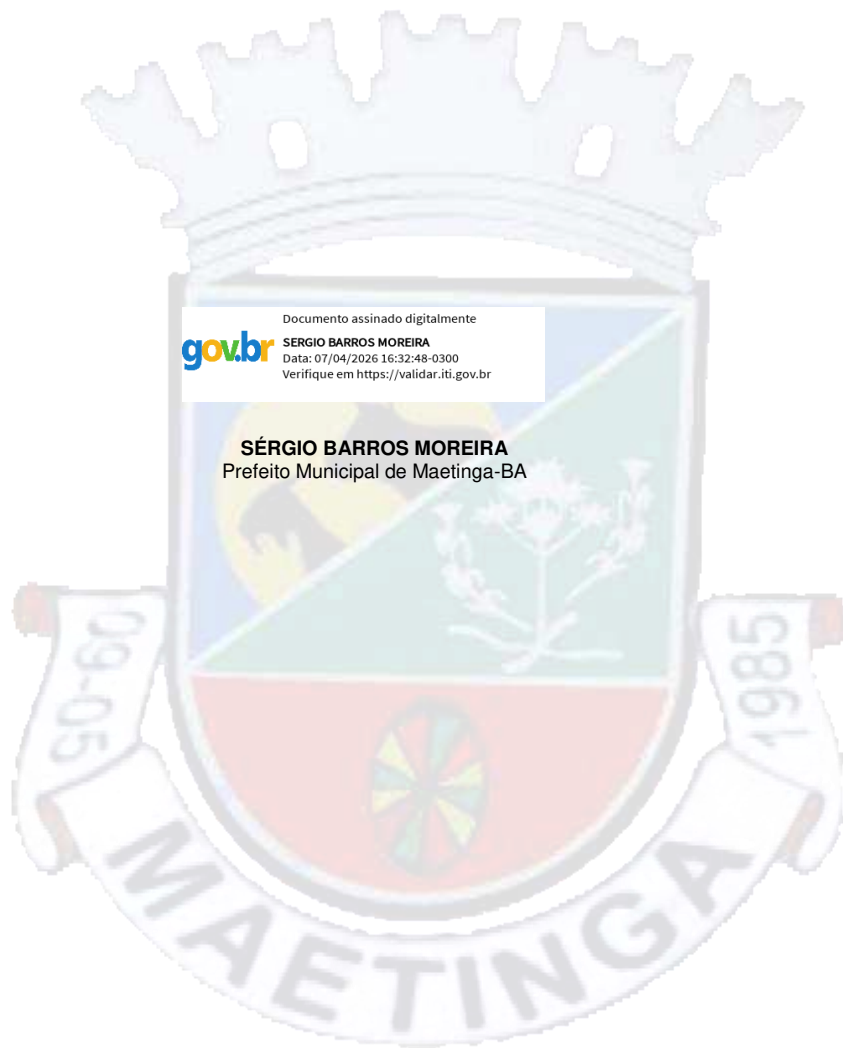 Documento assinado digitalmente
gov.br
SERGIO BARROS MOREIRA
Data: 07/04/2026 16:32:48-0300
Verifique em https://validar.iti.gov.br
SÉRGIO BARROS MOREIRA
Prefeito Municipal de Maetinga-BA
09-05
1985
MAETINGA